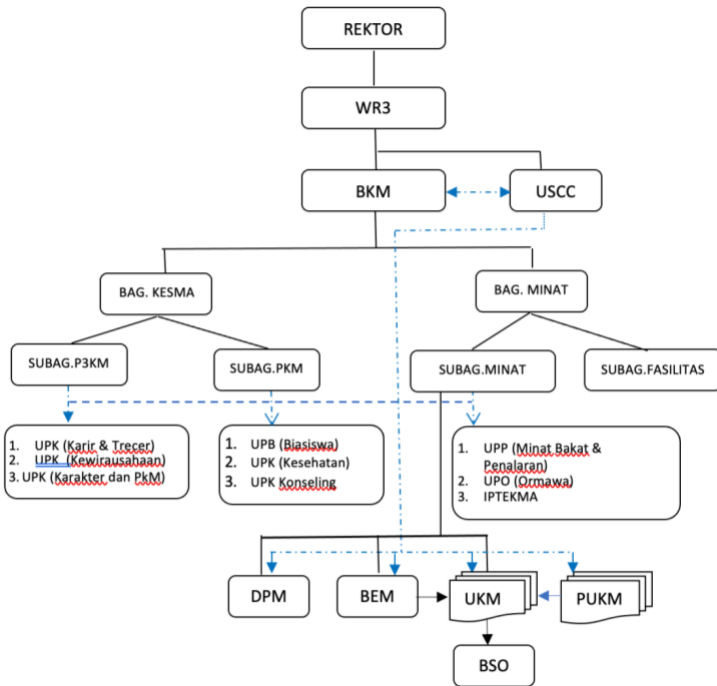 REKTOR
WR3
BKM
USCC
BAG. KESMA
BAG. MINAT
SUBAG.P3KM
SUBAG.PKM
SUBAG.MINAT
SUBAG.FASILITAS
1. UPK (Karir & Trecer)
2. UPK (Kewirausahaan)
3. UPK (Karakter dan PkM)
1. UPB (Biasiswa)
2. UPK (Kesehatan)
3. UPK Konseling
1. UPP (Minat Bakat &
Penalaran)
2. UPO (Ormawa)
3. IPTEKMA
DPM
BEM
UKM
PUKM
BSO